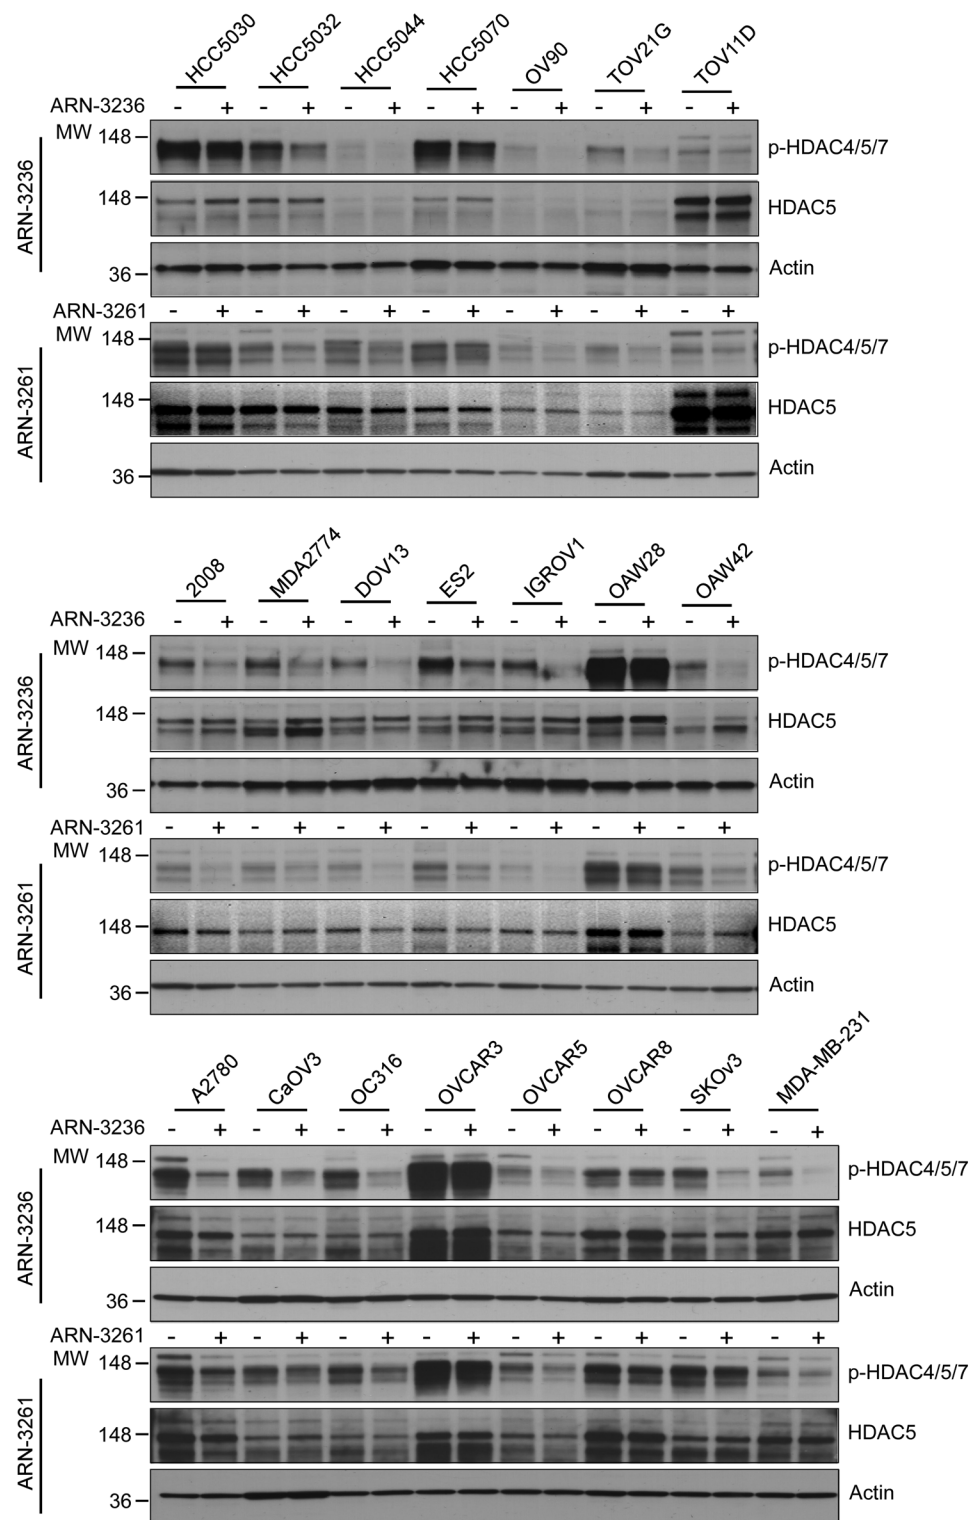 HCC5030 HCC5032 HCC5044 HCC5070 OV90 TOV21G TOV11D
ARN-3236 - + - + - + - + - + - + - +
MW 148 p-HDAC4/5/7
ARN-3236
148 HDAC5
36 Actin
ARN-3261 - + - + - + - + - + - + - +
MW 148 p-HDAC4/5/7
ARN-3261
148 HDAC5
36 Actin
2008 MDA2774 DOV13 ES2 IGROV1 OAW28 OAW42
ARN-3236 - + - + - + - + - + - + - +
MW 148 p-HDAC4/5/7
ARN-3236
148 HDAC5
36 Actin
ARN-3261 - + - + - + - + - + - + - +
MW 148 p-HDAC4/5/7
ARN-3261
148 HDAC5
36 Actin
A2780 CaOV3 OC316 OVCAR3 OVCAR5 OVCAR8 SKOv3 MDA-MB-231
ARN-3236 - + - + - + - + - + - + - + - +
MW 148 p-HDAC4/5/7
ARN-3236
148 HDAC5
36 Actin
ARN-3261 - + - + - + - + - + - + - + - +
MW 148 p-HDAC4/5/7
ARN-3261
148 HDAC5
36 Actin